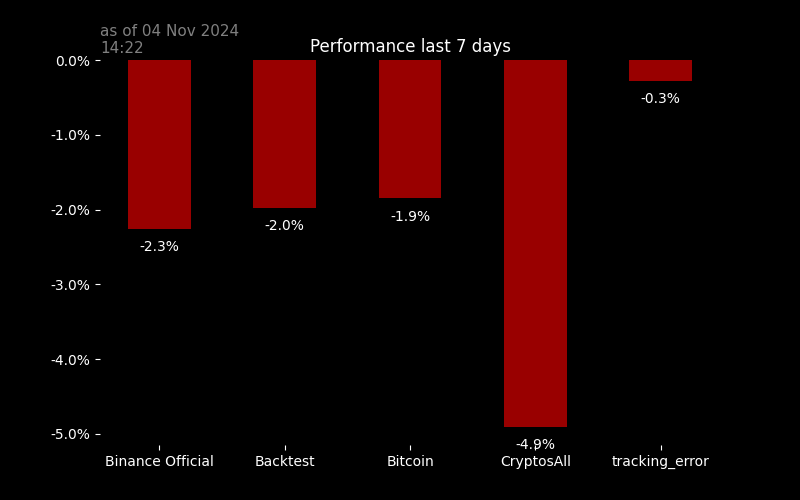 as of 04 Nov 2024
14:22
Performance last 7 days
0.0%
-1.0%
-2.0%
-3.0%
-4.0%
-5.0%
-2.3%
-2.0%
-1.9%
-4.9%
-0.3%
Binance Official
Backtest
Bitcoin
CryptosAll
tracking_error